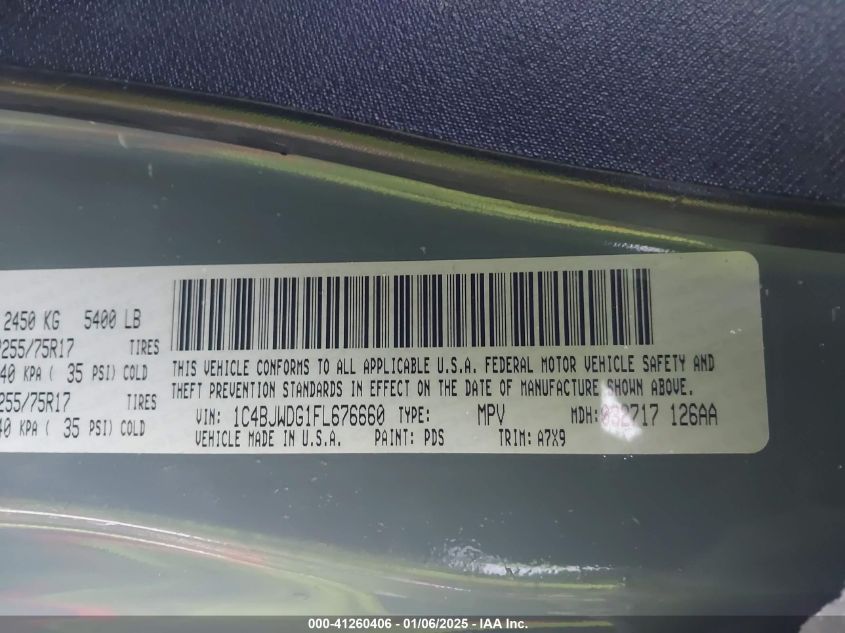 2450 KG 5400 LB
255/75R17 TIRES
40 KPA ( 35 PSI) COLD
255/75R17 TIRES
40 KPA ( 35 PSI) COLD
THIS VEHICLE CONFORMS TO ALL APPLICABLE U.S.A. FEDERAL MOTOR VEHICLE SAFETY AND
THEFT PREVENTION STANDARDS IN EFFECT ON THE DATE OF MANUFACTURE SHOWN ABOVE.
VIN: 1C4BJWDG1FL676660 TYPE: MPV MDH: 032717 126AA
VEHICLE MADE IN U.S.A. PAINT: PDS TRIM: A7X9
000-41260406 - 01/06/2025 - IAA Inc.